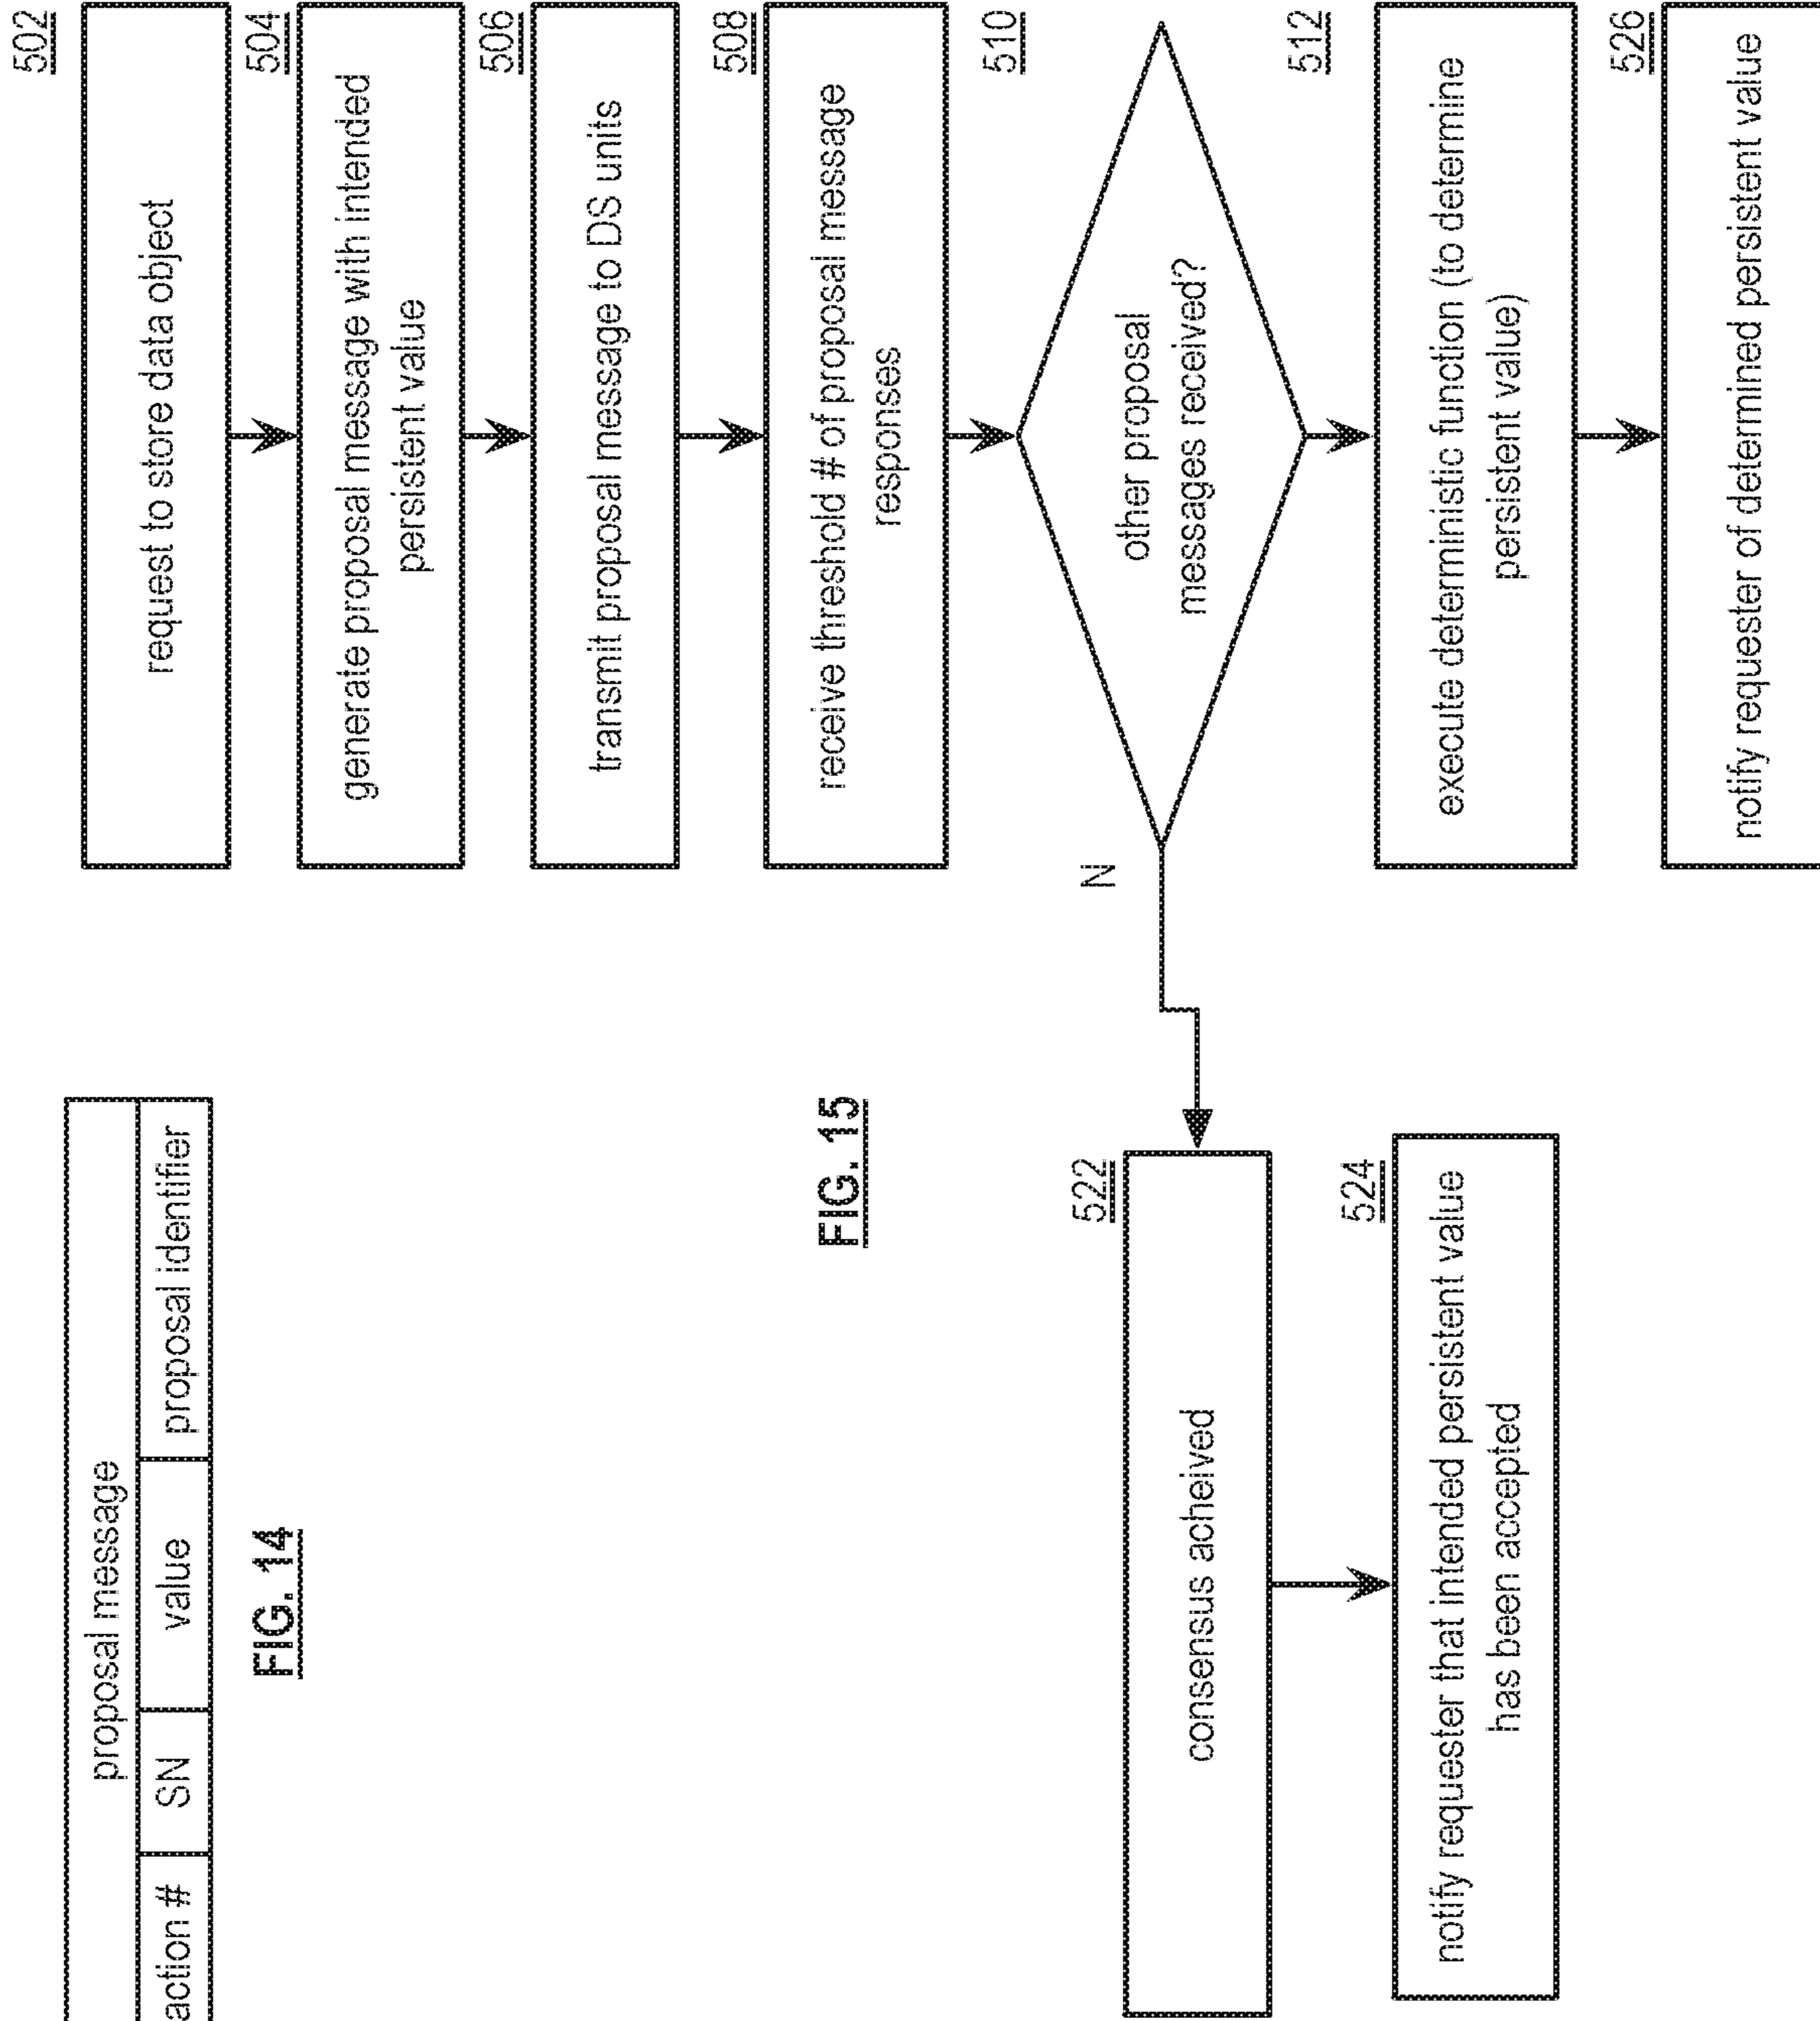 proposal message
action #
SN
value
proposal identifier
FIG. 14
502
request to store data object
504
generate proposal message with intended
persistent value
506
transmit proposal message to DS units
508
receive threshold # of proposal message
responses
510
other proposal
messages received?
N
512
execute deterministic function (to determine
persistent value)
526
notify requester of determined persistent value
522
consensus acheived
524
notify requester that intended persistent value
has been accepted
FIG. 15